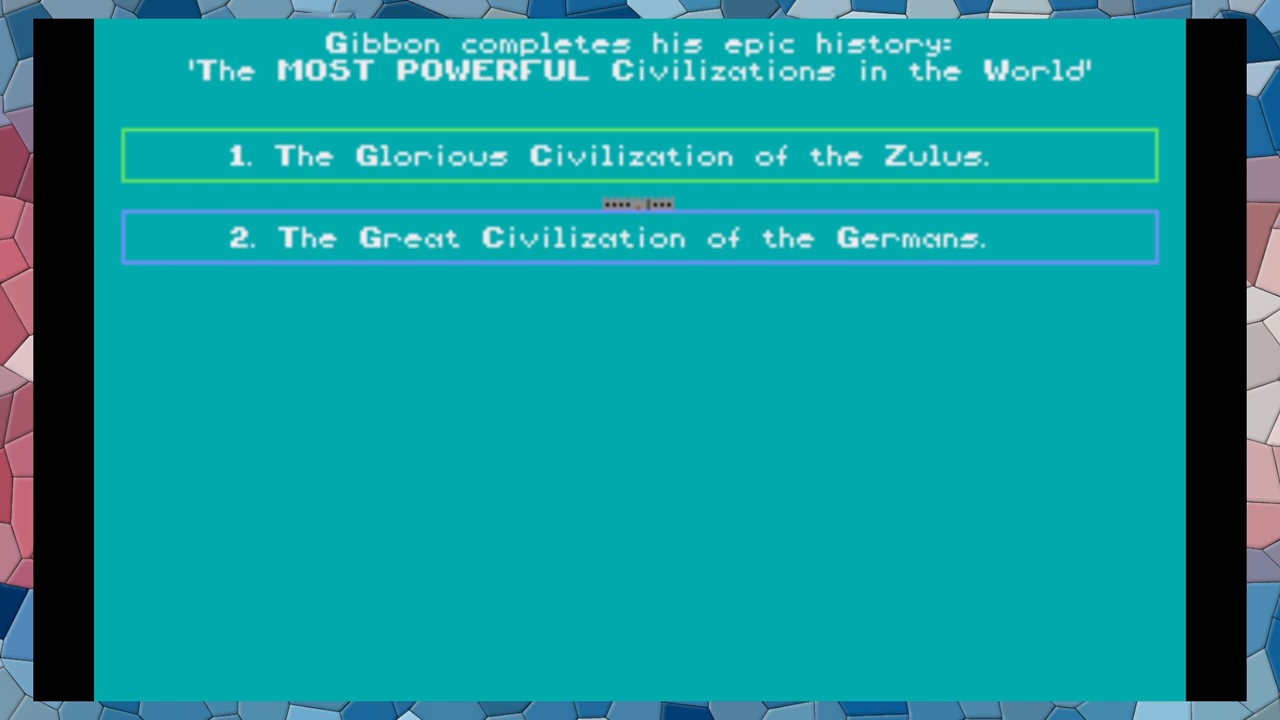 Gibbon completes his epic history:
'The MOST POWERFUL Civilizations in the World'
1. The Glorious Civilization of the Zulus.
2. The Great Civilization of the Germans.